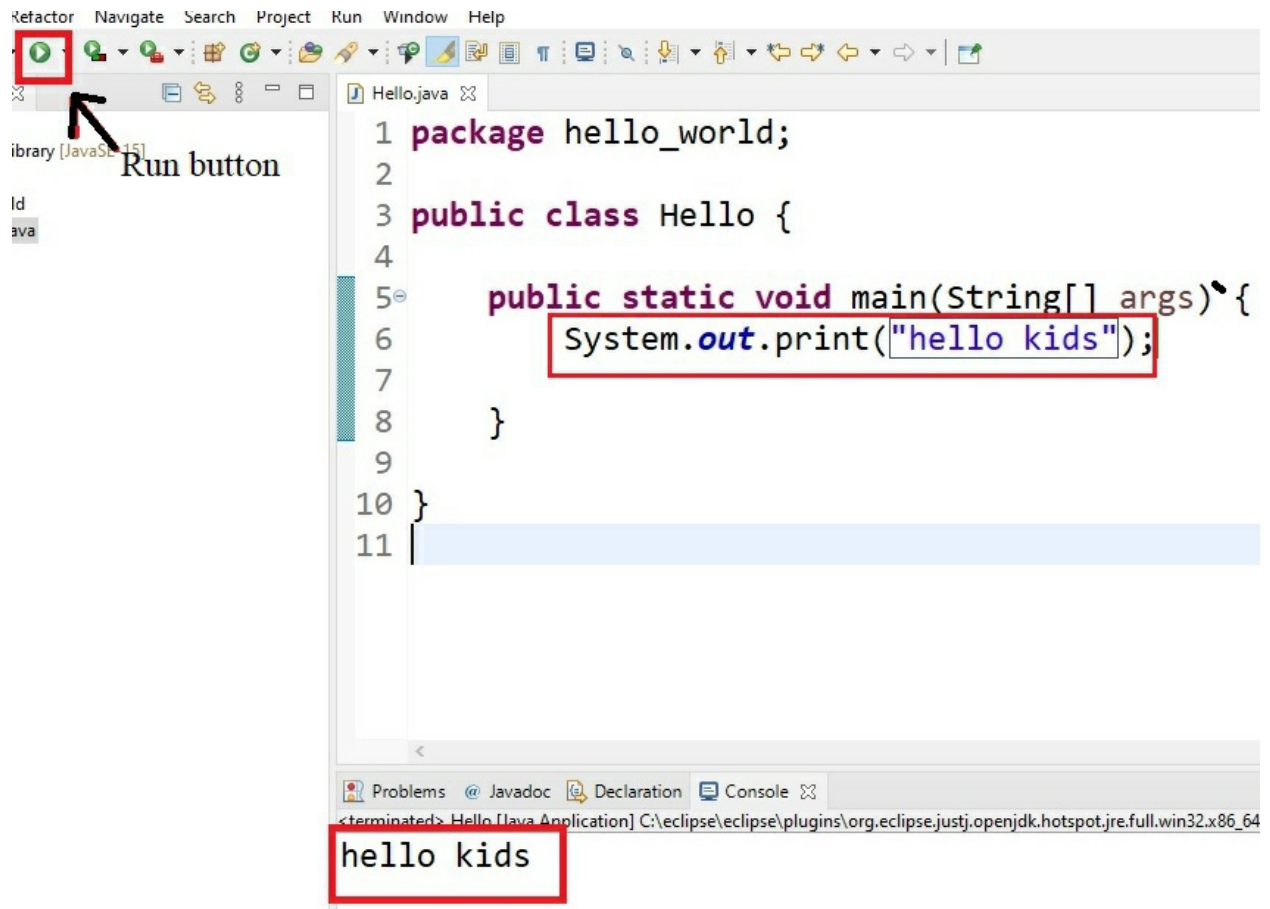 Refactor Navigate Search Project Run Window Help
Hello.java
ibrary [JavaSE-15]
Run button
ld
ava
1 package hello_world;
2
3 public class Hello {
4
5 public static void main(String[] args) {
6 System.out.print("hello kids");
7
8 }
9
10 }
11
Problems @ Javadoc Declaration Console
<terminated> Hello [Java Application] C:\eclipse\eclipse\plugins\org.eclipse.justj.openjdk.hotspot.jre.full.win32.x86_64
hello kids